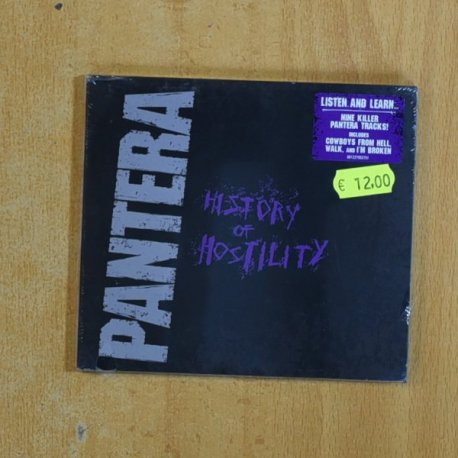 PANTERA
HISTORY
OF
HOSTILITY
LISTEN AND LEARN...
NINE KILLER
PANTERA TRACKS!
INCLUDES
COWBOYS FROM HELL,
WALK, AND I'M BROKEN
€ 12,00